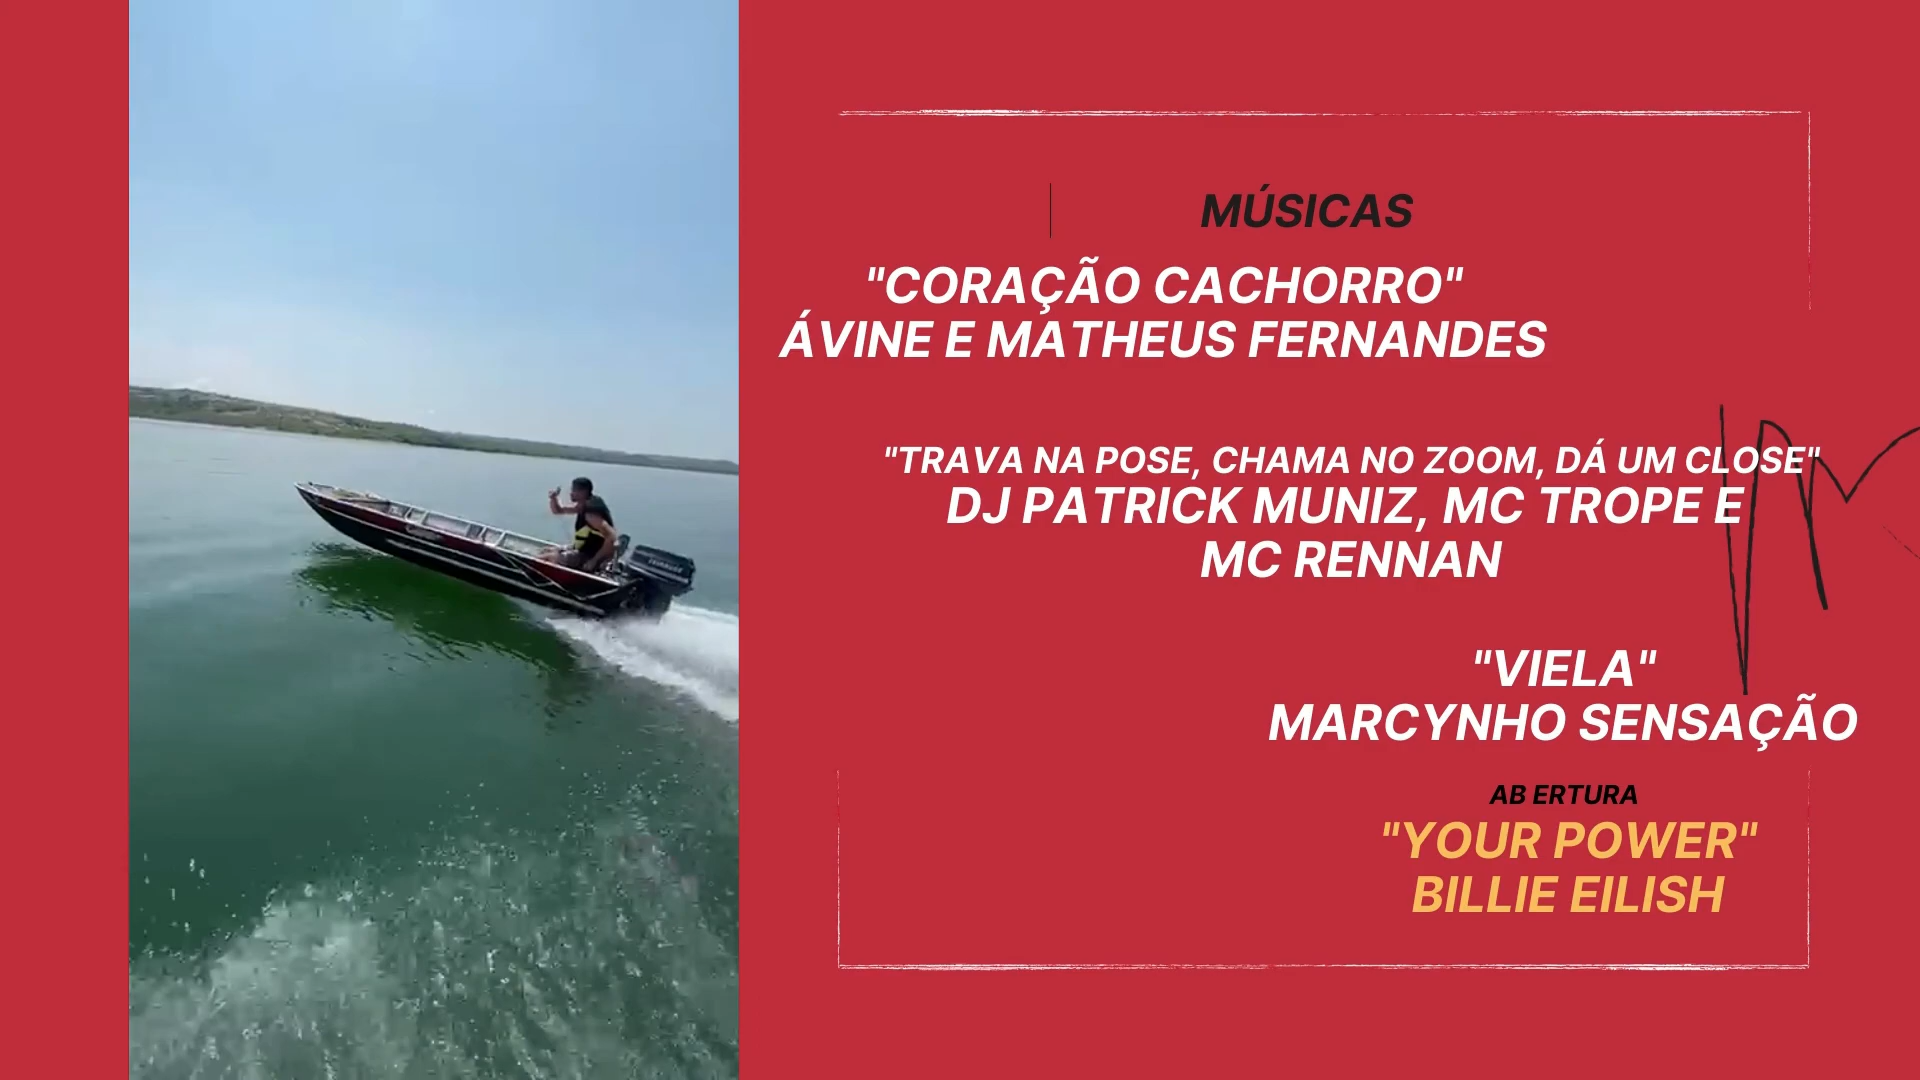 MÚSICAS
"CORAÇÃO CACHORRO"
ÁVINE E MATHEUS FERNANDES
"TRAVA NA POSE, CHAMA NO ZOOM, DÁ UM CLOSE"
DJ PATRICK MUNIZ, MC TROPE E
MC RENNAN
"VIELA"
MARCYNHO SENSAÇÃO
AB ERTURA
"YOUR POWER"
BILLIE EILISH